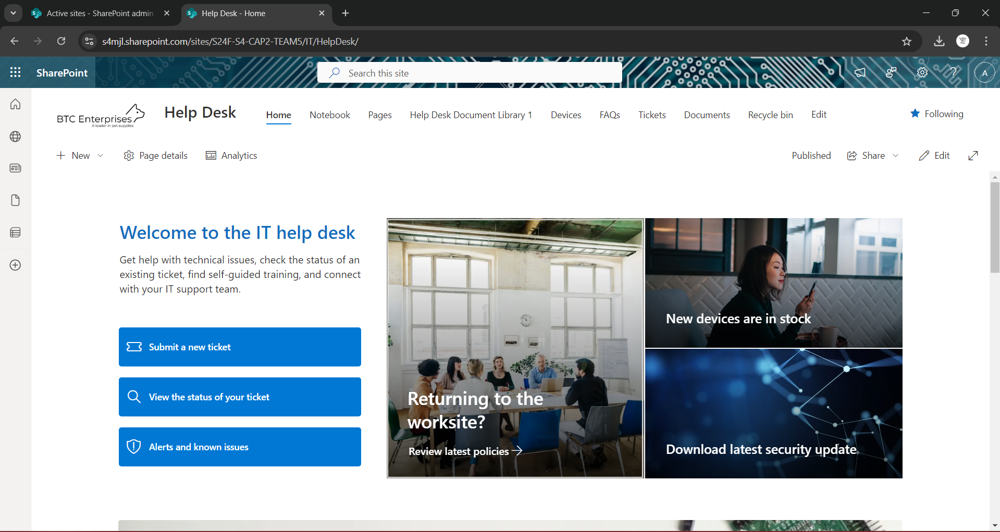 Active sites - SharePoint admin
Help Desk - Home
s4mjl.sharepoint.com/sites/S24F-S4-CAP2-TEAM5/IT/HelpDesk/
SharePoint
Search this site
A
BTC Enterprises
A leader in pet supplies
Help Desk
Home
Notebook
Pages
Help Desk Document Library 1
Devices
FAQs
Tickets
Documents
Recycle bin
Edit
Following
New
Page details
Analytics
Published
Share
Edit
Welcome to the IT help desk
Get help with technical issues, check the status of an
existing ticket, find self-guided training, and connect
with your IT support team.
Submit a new ticket
View the status of your ticket
Alerts and known issues
Returning to the
worksite?
Review latest policies
New devices are in stock
Download latest security update